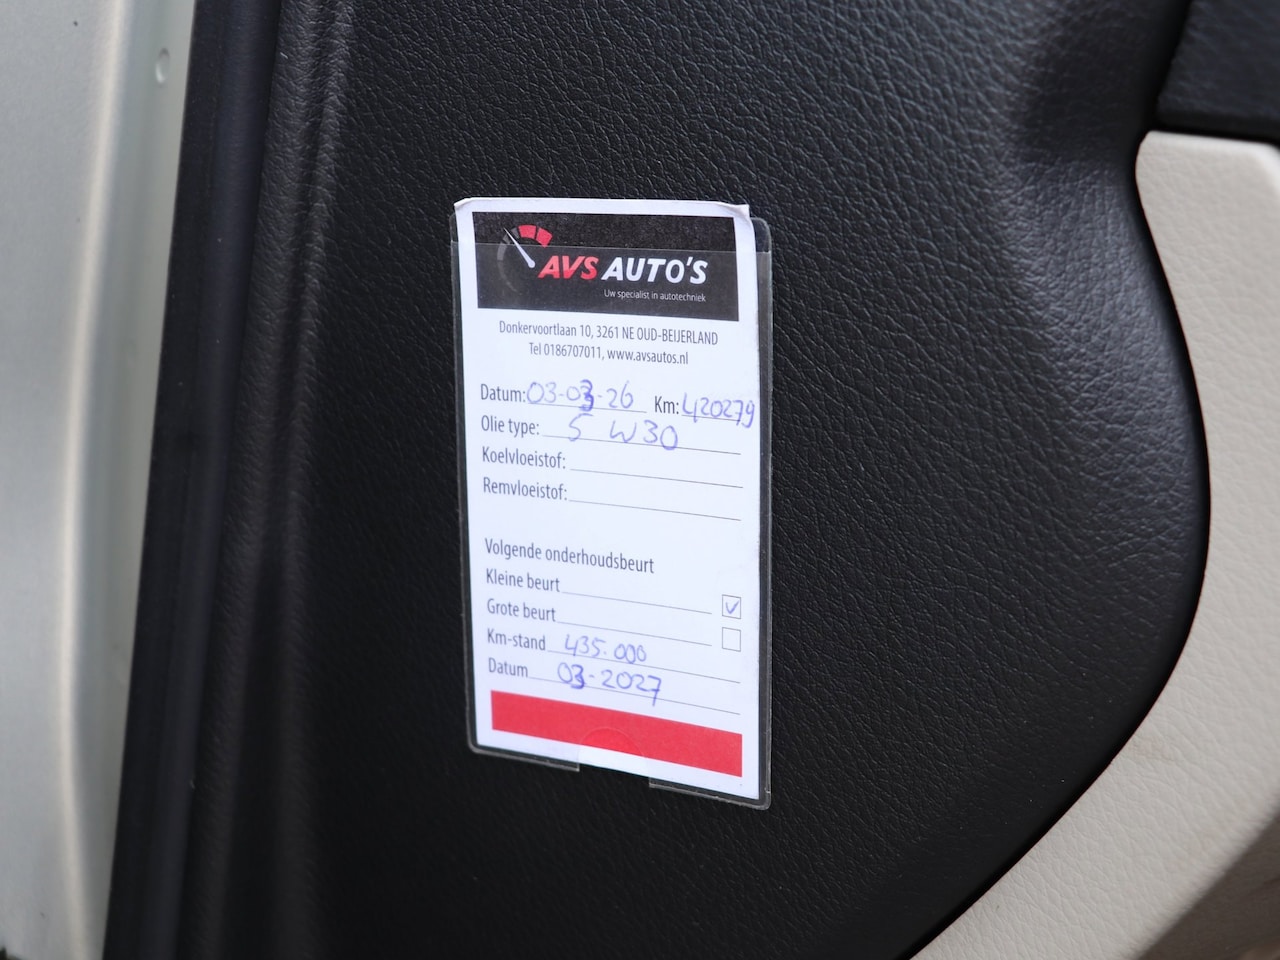 AVS AUTO'S
Uw specialist in autotechniek
Donkervoortlaan 10, 3261 NE OUD-BEIJERLAND
Tel 0186707011, www.avsautos.nl
Datum: 03-03-26 Km: 420279
Olie type: 5 W30
Koelvloeistof:
Remvloeistof:
Volgende onderhoudsbeurt
Kleine beurt ✓
Grote beurt
Km-stand 435.000
Datum 03-2027